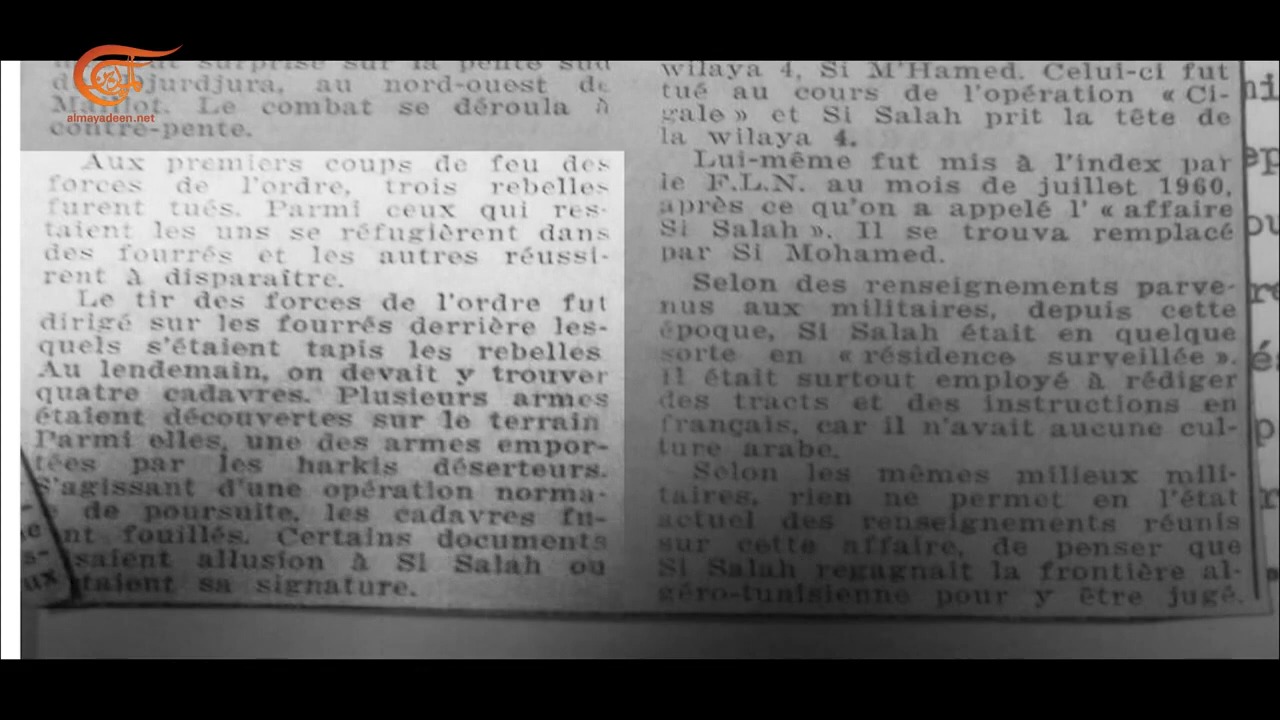 almayadeen.net
surprise sur la pente sud
Djurdjura, au nord-ouest de
Le combat se déroula à
contre-pente.
Aux premiers coups de feu des
forces de l'ordre, trois rebelles
furent tués. Parmi ceux qui res-
taient les uns se réfugièrent dans
des fourrés et les autres réussi-
rent à disparaître.
Le tir des forces de l'ordre fut
dirigé sur les fourrés derrière les-
quels s'étaient tapis les rebelles
Au lendemain, on devait y trouver
quatre cadavres. Plusieurs armes
étaient découvertes sur le terrain
Parmi elles, une des armes empor-
tées par les harkis déserteurs.
S'agissant d'une opération norma-
de poursuite, les cadavres fu-
nt fouillés. Certains documents
saient allusion à Si Salah ou
taient sa signature.
wilaya 4, Si M'Hamed. Celui-ci fut
tué au cours de l'opération « Ci-
gale » et Si Salah prit la tête de
la wilaya 4.
Lui-même fut mis à l'index par
le F.L.N. au mois de juillet 1960,
après ce qu'on a appelé l' « affaire
Si Salah ». Il se trouva remplacé
par Si Mohamed.
Selon des renseignements parve-
nus aux militaires, depuis cette
époque, Si Salah était en quelque
sorte en « résidence surveillée ».
il était surtout employé à rédiger
des tracts et des instructions en
français, car il n'avait aucune cul-
ture arabe.
Selon les mêmes milieux mili-
taires, rien ne permet en l'état
actuel des renseignements réunis
sur cette affaire, de penser que
Si Salah regagnait la frontière al-
géro-tunisienne pour y être jugé.